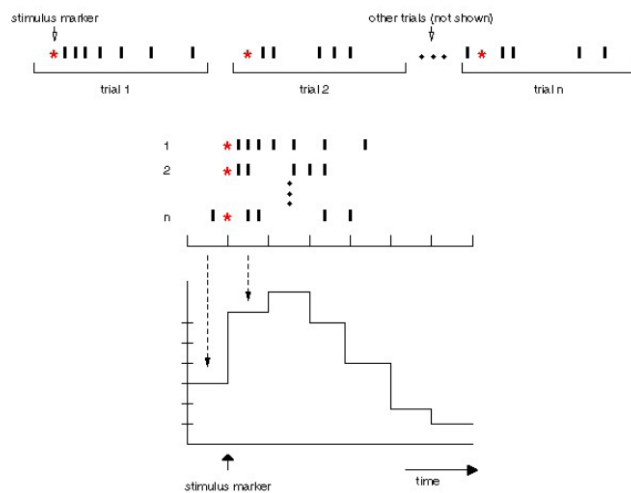 stimulus marker
other trials (not shown)
trial 1
trial 2
trial n
1
2
n
stimulus marker
time